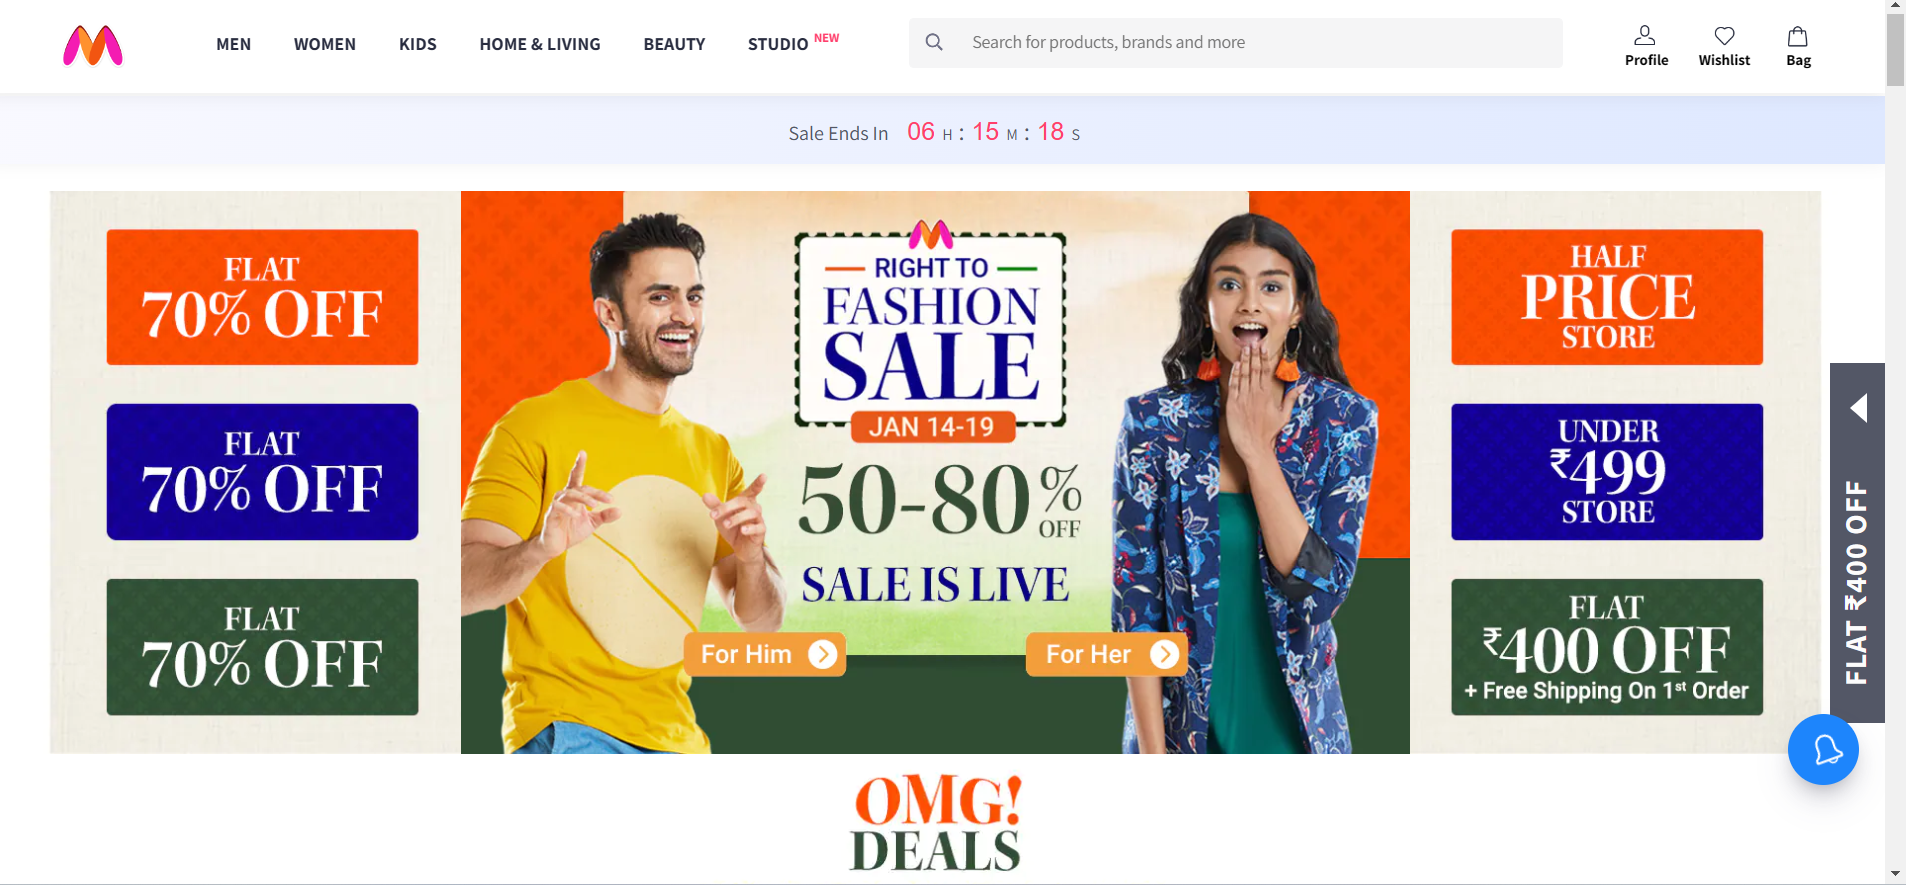 MEN
WOMEN
KIDS
HOME & LIVING
BEAUTY
STUDIO NEW
Search for products, brands and more
Profile
Wishlist
Bag
Sale Ends In 06 H : 15 M : 18 S
FLAT
70% OFF
FLAT
70% OFF
FLAT
70% OFF
RIGHT TO
FASHION
SALE
JAN 14-19
50-80%
OFF
SALE IS LIVE
For Him
For Her
HALF
PRICE
STORE
UNDER
₹499
STORE
FLAT
₹400 OFF
+ Free Shipping On 1st Order
FLAT ₹400 OFF
OMG!
DEALS